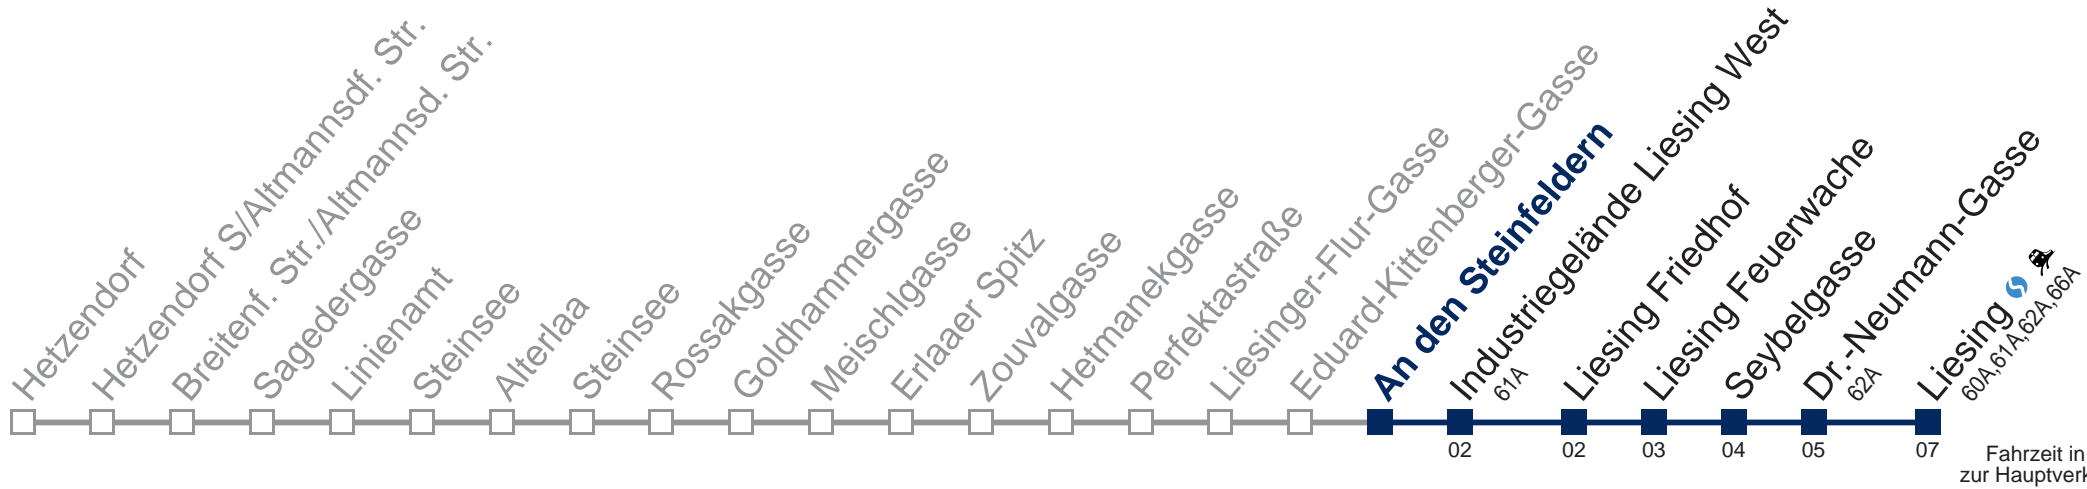 Hetzendorf
Hetzendorf S/Altmannsdf. Str.
Breitenf. Str./Altmannsd. Str.
Sagedergasse
Linienamt
Steinsee
Alterlaa
Steinsee
Rossakgasse
Goldhammergasse
Meischlgasse
Erlaaer Spitz
Zouvalgasse
Hetmanekgasse
Perfektastraße
Liesinger-Flur-Gasse
Eduard-Kittenberger-Gasse
An den Steinfeldern
Industriegelände Liesing West
61A
Liesing Friedhof
Liesing Feuerwache
Seybelgasse
Dr.-Neumann-Gasse
62A
Liesing
60A,61A,62A,66A
02 02 03 04 05 07
Fahrzeit in
zur Hauptverk